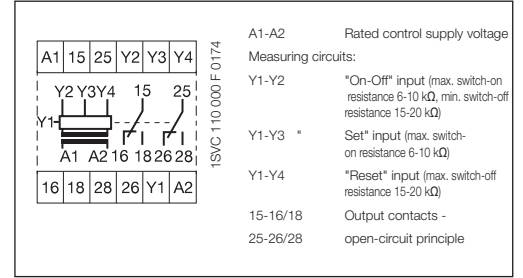 A1 15 25 Y2 Y3 Y4
Y2 Y3 Y4 15 25
Y1
A1 A2 16 18 26 28
16 18 28 26 Y1 A2
1SVC 110 000 F 0174
A1-A2 Rated control supply voltage
Measuring circuits:
Y1-Y2 "On-Off" input (max. switch-on
resistance 6-10 kΩ, min. switch-off
resistance 15-20 kΩ)
Y1-Y3 " Set" input (max. switch-
on resistance 6-10 kΩ)
Y1-Y4 "Reset" input (max. switch-off
resistance 15-20 kΩ)
15-16/18 Output contacts -
25-26/28 open-circuit principle